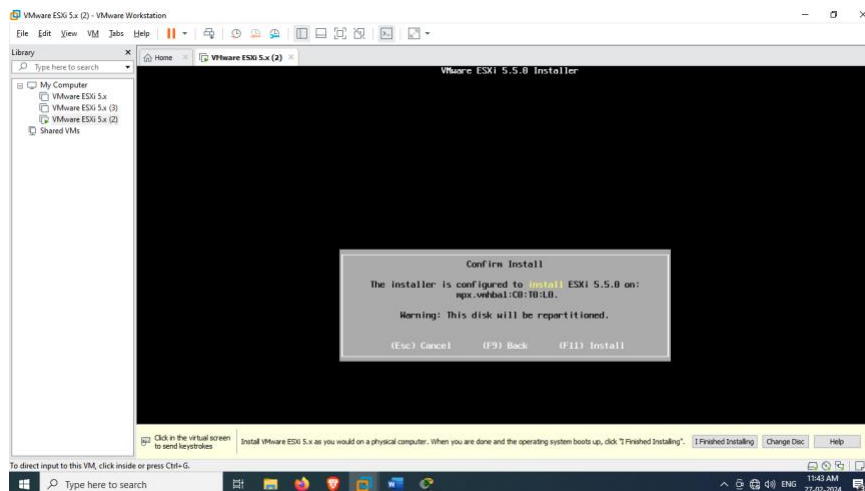 VMware ESXi 5.x (2) - VMware Workstation
File Edit View VM Tabs Help
Library
Home
VMware ESXi 5.x (2)
Type here to search
My Computer
VMware ESXi 5.x
VMware ESXi 5.x (3)
VMware ESXi 5.x (2)
Shared VMs
VMware ESXi 5.5.0 Installer
Confirm Install
The installer is configured to install ESXi 5.5.0 on:
mpx.vmhba1:C0:T0:L0.
Warning: This disk will be repartitioned.
(Esc) Cancel (F9) Back (F11) Install
Click in the virtual screen
to send keystrokes
Install VMware ESXi 5.x as you would on a physical computer. When you are done and the operating system boots up, click "I Finished Installing".
I Finished Installing
Change Disc
Help
To direct input to this VM, click inside or press Ctrl+G.
Type here to search
ENG
11:43 AM
27-02-2024